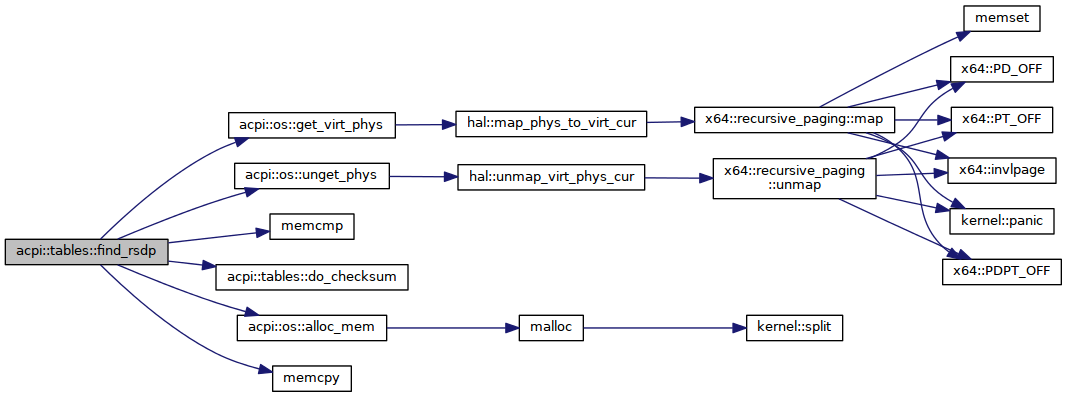 memset
x64::PD_OFF
acpi::os::get_virt_phys
hal::map_phys_to_virt_cur
x64::recursive_paging::map
x64::PT_OFF
acpi::os::unget_phys
hal::unmap_virt_phys_cur
x64::recursive_paging
::unmap
x64::invlpage
memcmp
kernel::panic
acpi::tables::find_rsdp
acpi::tables::do_checksum
x64::PDPT_OFF
acpi::os::alloc_mem
malloc
kernel::split
memcpy